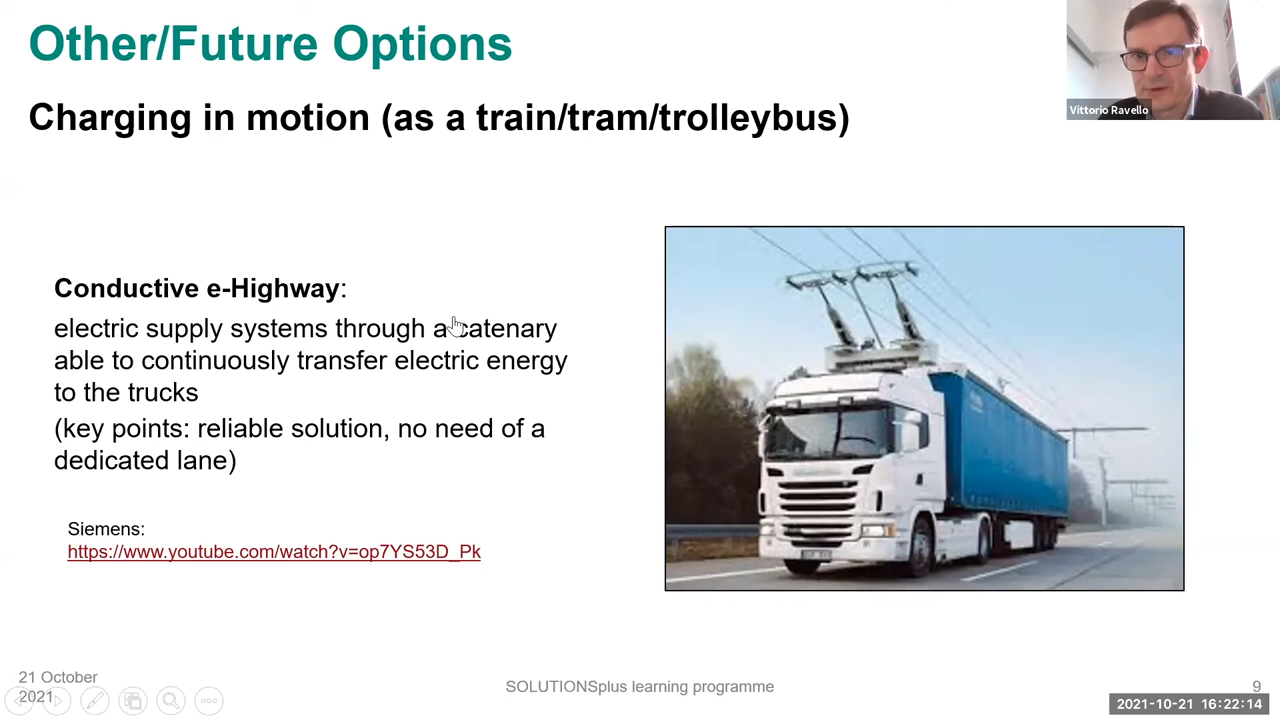 Other/Future Options
Vittorio Ravello
Charging in motion (as a train/tram/trolleybus)
Conductive e-Highway:
electric supply systems through a catenary
able to continuously transfer electric energy
to the trucks
(key points: reliable solution, no need of a
dedicated lane)
Siemens:
https://www.youtube.com/watch?v=op7YS53D_Pk
21 October
2021
SOLUTIONSplus learning programme
9
2021-10-21 16:22:14